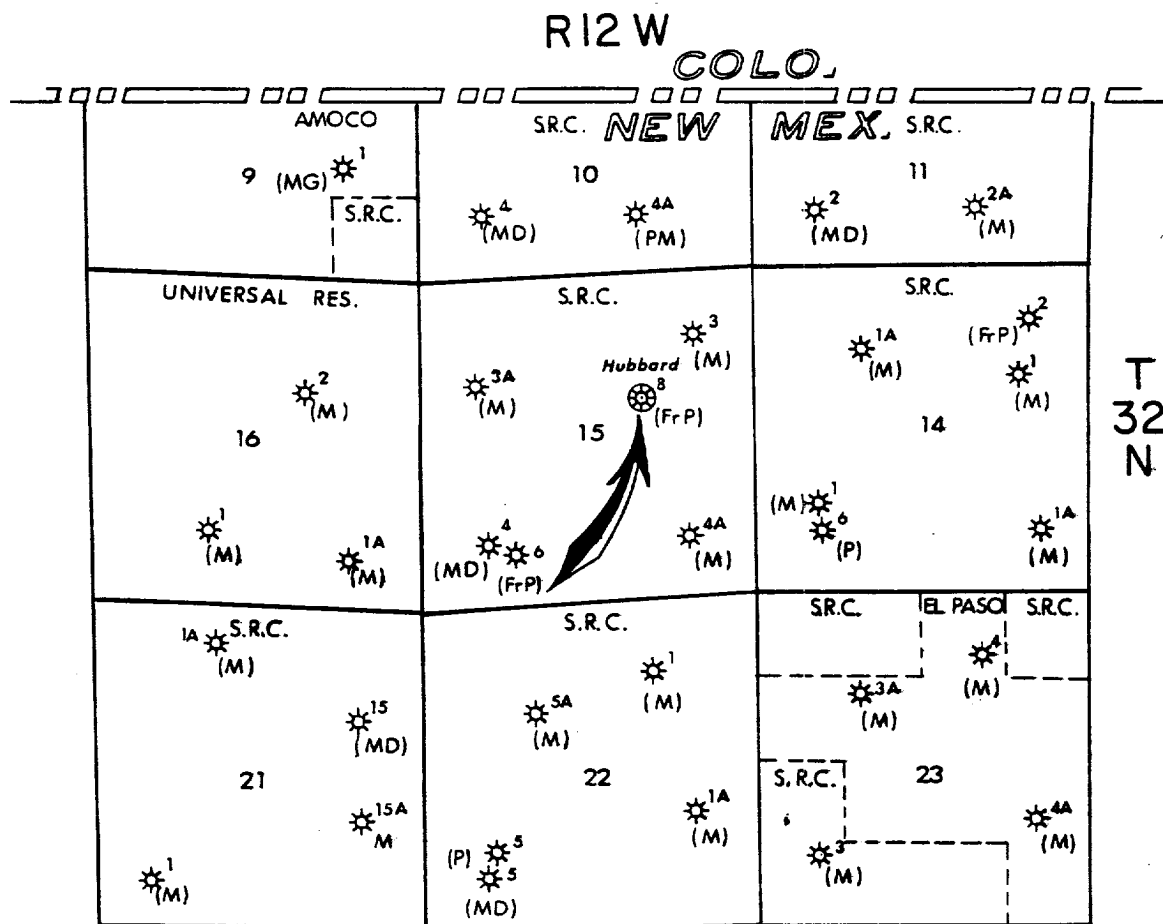 R12 W
COLO.
NEW MEX.
AMOCO
9
1
(MG)
S.R.C.
S.R.C.
10
4
(MD)
4A
(PM)
S.R.C.
11
2
(MD)
2A
(M)
UNIVERSAL RES.
2
(M)
16
1
(M)
1A
(M)
S.R.C.
3
(M)
Hubbard
8
(FrP)
3A
(M)
15
4
(MD)
6
(FrP)
4A
(M)
S.R.C.
2
(FrP)
1A
(M)
1
(M)
14
1
(M)
6
(P)
1A
(M)
T
32
N
S.R.C.
1A
(M)
15
(MD)
21
15A
M
1
(M)
S.R.C.
1
(M)
5A
(M)
22
1A
(M)
5
(P)
5
(MD)
S.R.C.
EL PASO
S.R.C.
4
(M)
3A
(M)
S.R.C.
23
4A
(M)
3
(M)